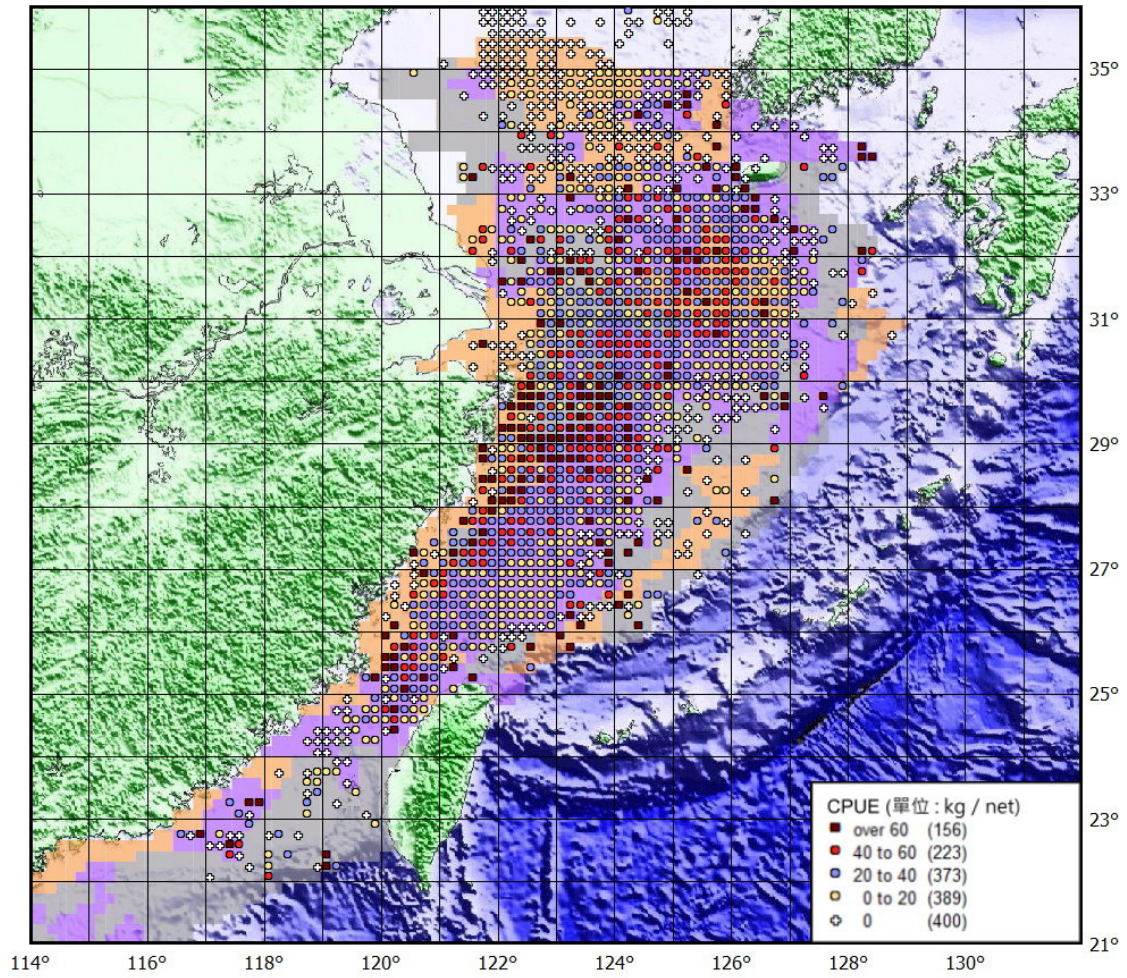 35°
33°
31°
29°
27°
25°
23°
21°
CPUE (單位 : kg / net)
over 60 (156)
40 to 60 (223)
20 to 40 (373)
0 to 20 (389)
0 (400)
114° 116° 118° 120° 122° 124° 126° 128° 130°